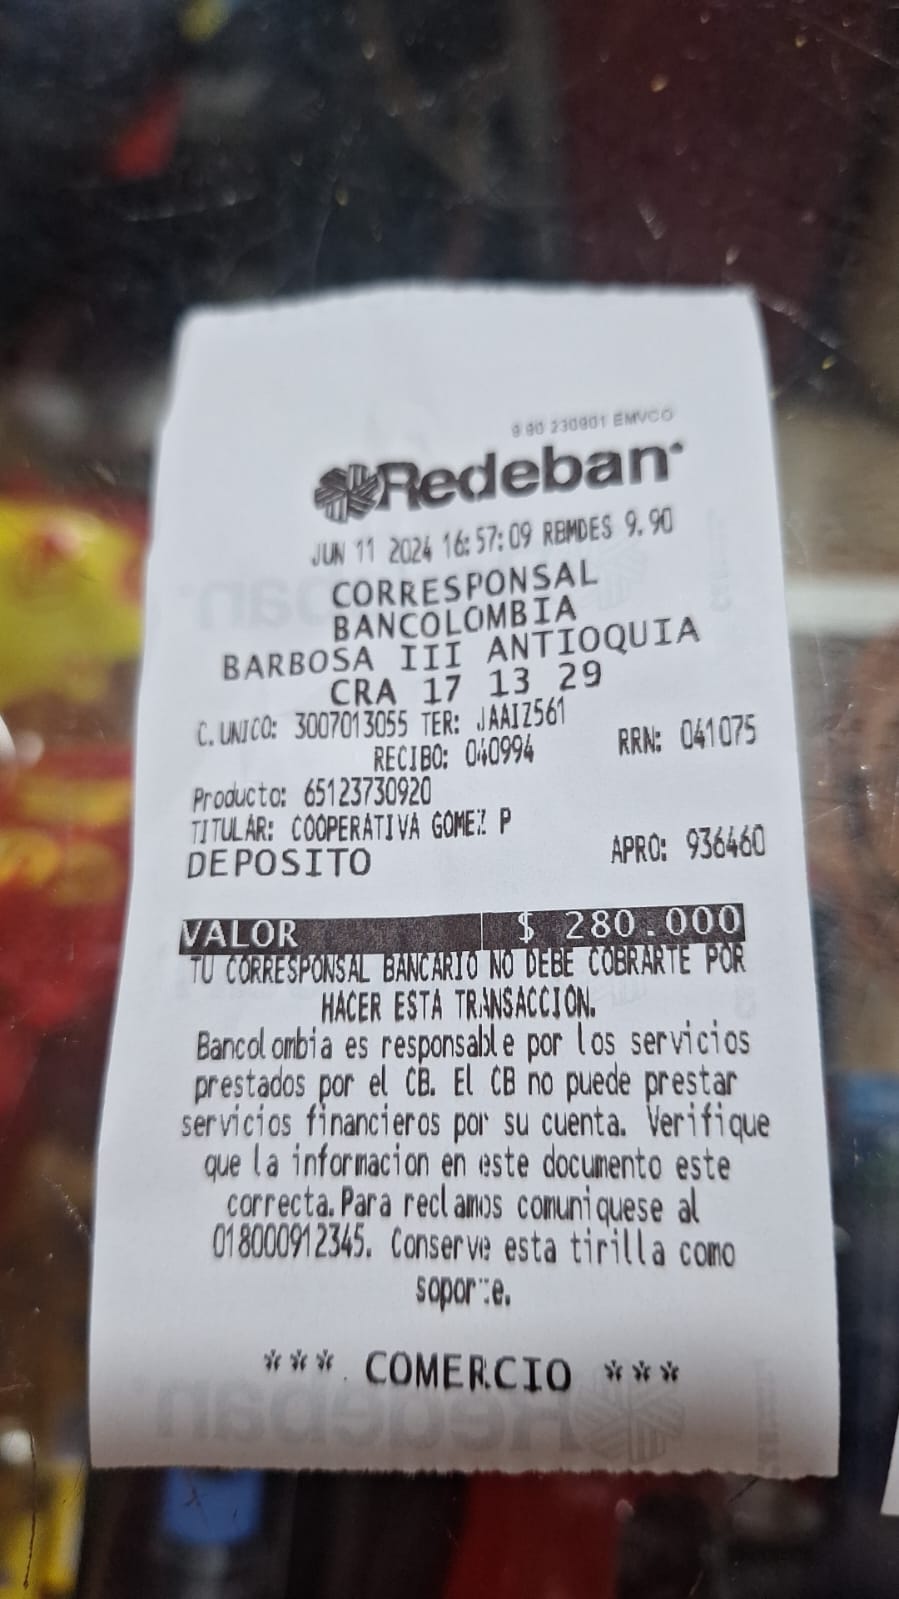 9.90 230901 EMVCO
Redeban
JUN 11 2024 16:57:09 RBMDES 9.90
CORRESPONSAL
BANCOLOMBIA
BARBOSA III ANTIOQUIA
CRA 17 13 29
C. UNICO: 3007013055 TER: JAAIZ561
RECIBO: 040994 RRN: 041075
Producto: 65123730920
TITULAR: COOPERATIVA GOMEZ P
DEPOSITO APRO: 936460
VALOR $ 280.000
TU CORRESPONSAL BANCARIO NO DEBE COBRARTE POR
HACER ESTA TRANSACCION.
Bancolombia es responsable por los servicios
prestados por el CB. El CB no puede prestar
servicios financieros por su cuenta. Verifique
que la informacion en este documento este
correcta. Para reclamos comuniquese al
018000912345. Conserve esta tirilla como
soporte.
*** COMERCIO ***